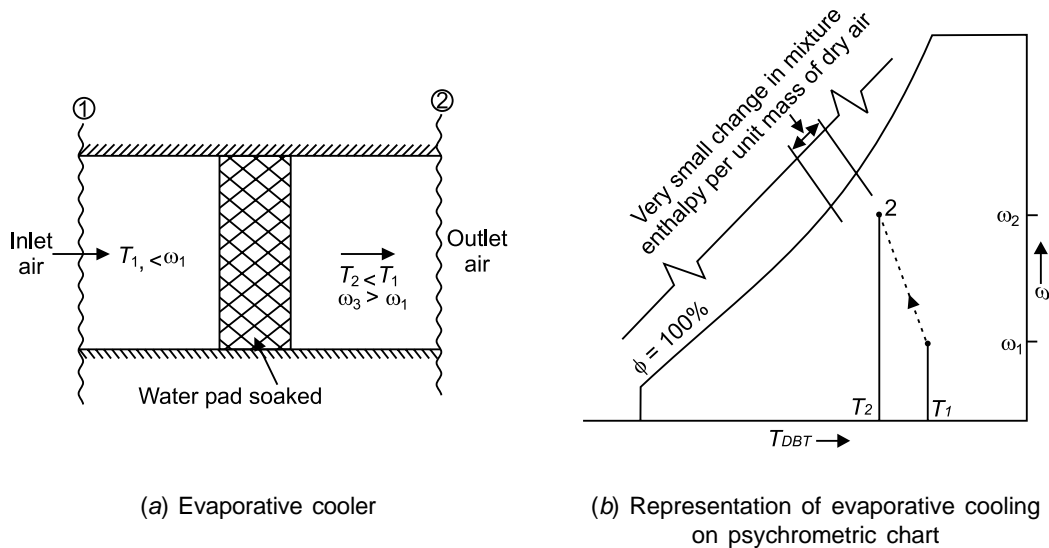 ①
②
Inlet
air
T1, <ω1
T2 < T1
ω3 > ω1
Outlet
air
Water pad soaked
(a) Evaporative cooler
Very small change in mixture
enthalpy per unit mass of dry air
ϕ = 100%
2
ω2
ω
ω1
T2
T1
TDBT
(b) Representation of evaporative cooling
on psychrometric chart